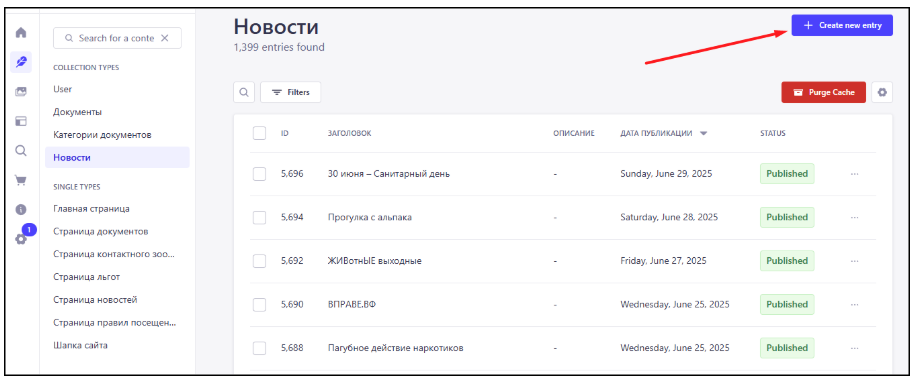 Новости
1,399 entries found
Create new entry
Search for a conte
COLLECTION TYPES
User
Документы
Категории документов
Новости
SINGLE TYPES
Главная страница
Страница документов
Страница контактного зоо...
Страница льгот
Страница новостей
Страница правил посещен...
Шапка сайта
1
Filters
Purge Cache
ID ЗАГОЛОВОК ОПИСАНИЕ ДАТА ПУБЛИКАЦИИ STATUS
5,696 30 июня – Санитарный день - Sunday, June 29, 2025 Published
5,694 Прогулка с альпака - Saturday, June 28, 2025 Published
5,692 ЖИВотнЫЕ выходные - Friday, June 27, 2025 Published
5,690 ВПРАВЕ.ВФ - Wednesday, June 25, 2025 Published
5,688 Пагубное действие наркотиков - Wednesday, June 25, 2025 Published